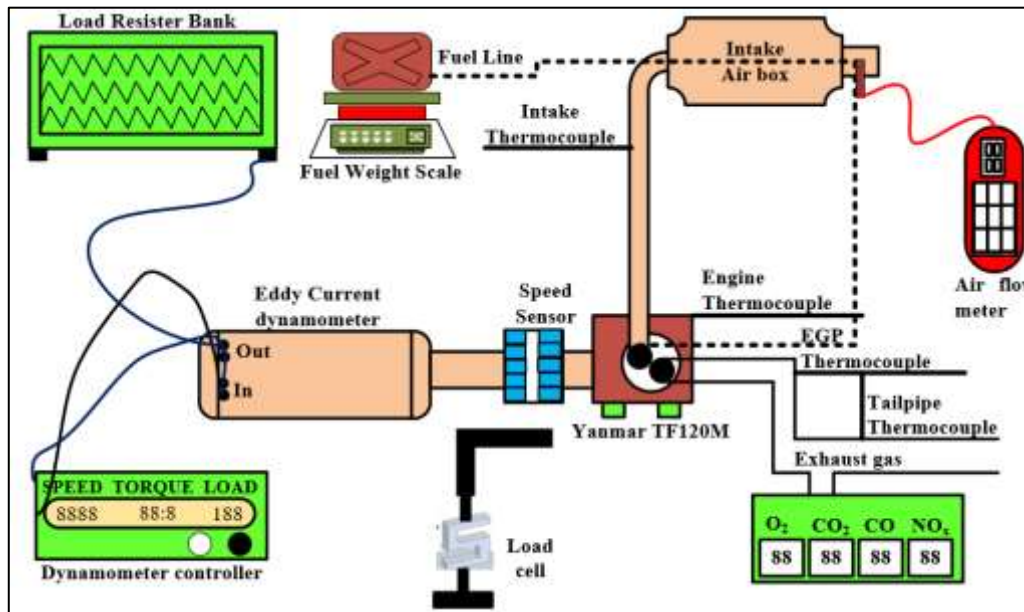 Load Resister Bank
Fuel Line
Intake
Air box
Intake
Thermocouple
Fuel Weight Scale
Air flow
meter
Engine
Thermocouple
Speed
Sensor
Eddy Current
dynamometer
Out
In
EGP
Thermocouple
Tailpipe
Thermocouple
Yanmar TF120M
Exhaust gas
SPEED TORQUE LOAD
8888 88:8 188
Dynamometer controller
Load
cell
O₂ CO₂ CO NOₓ
88 88 88 88